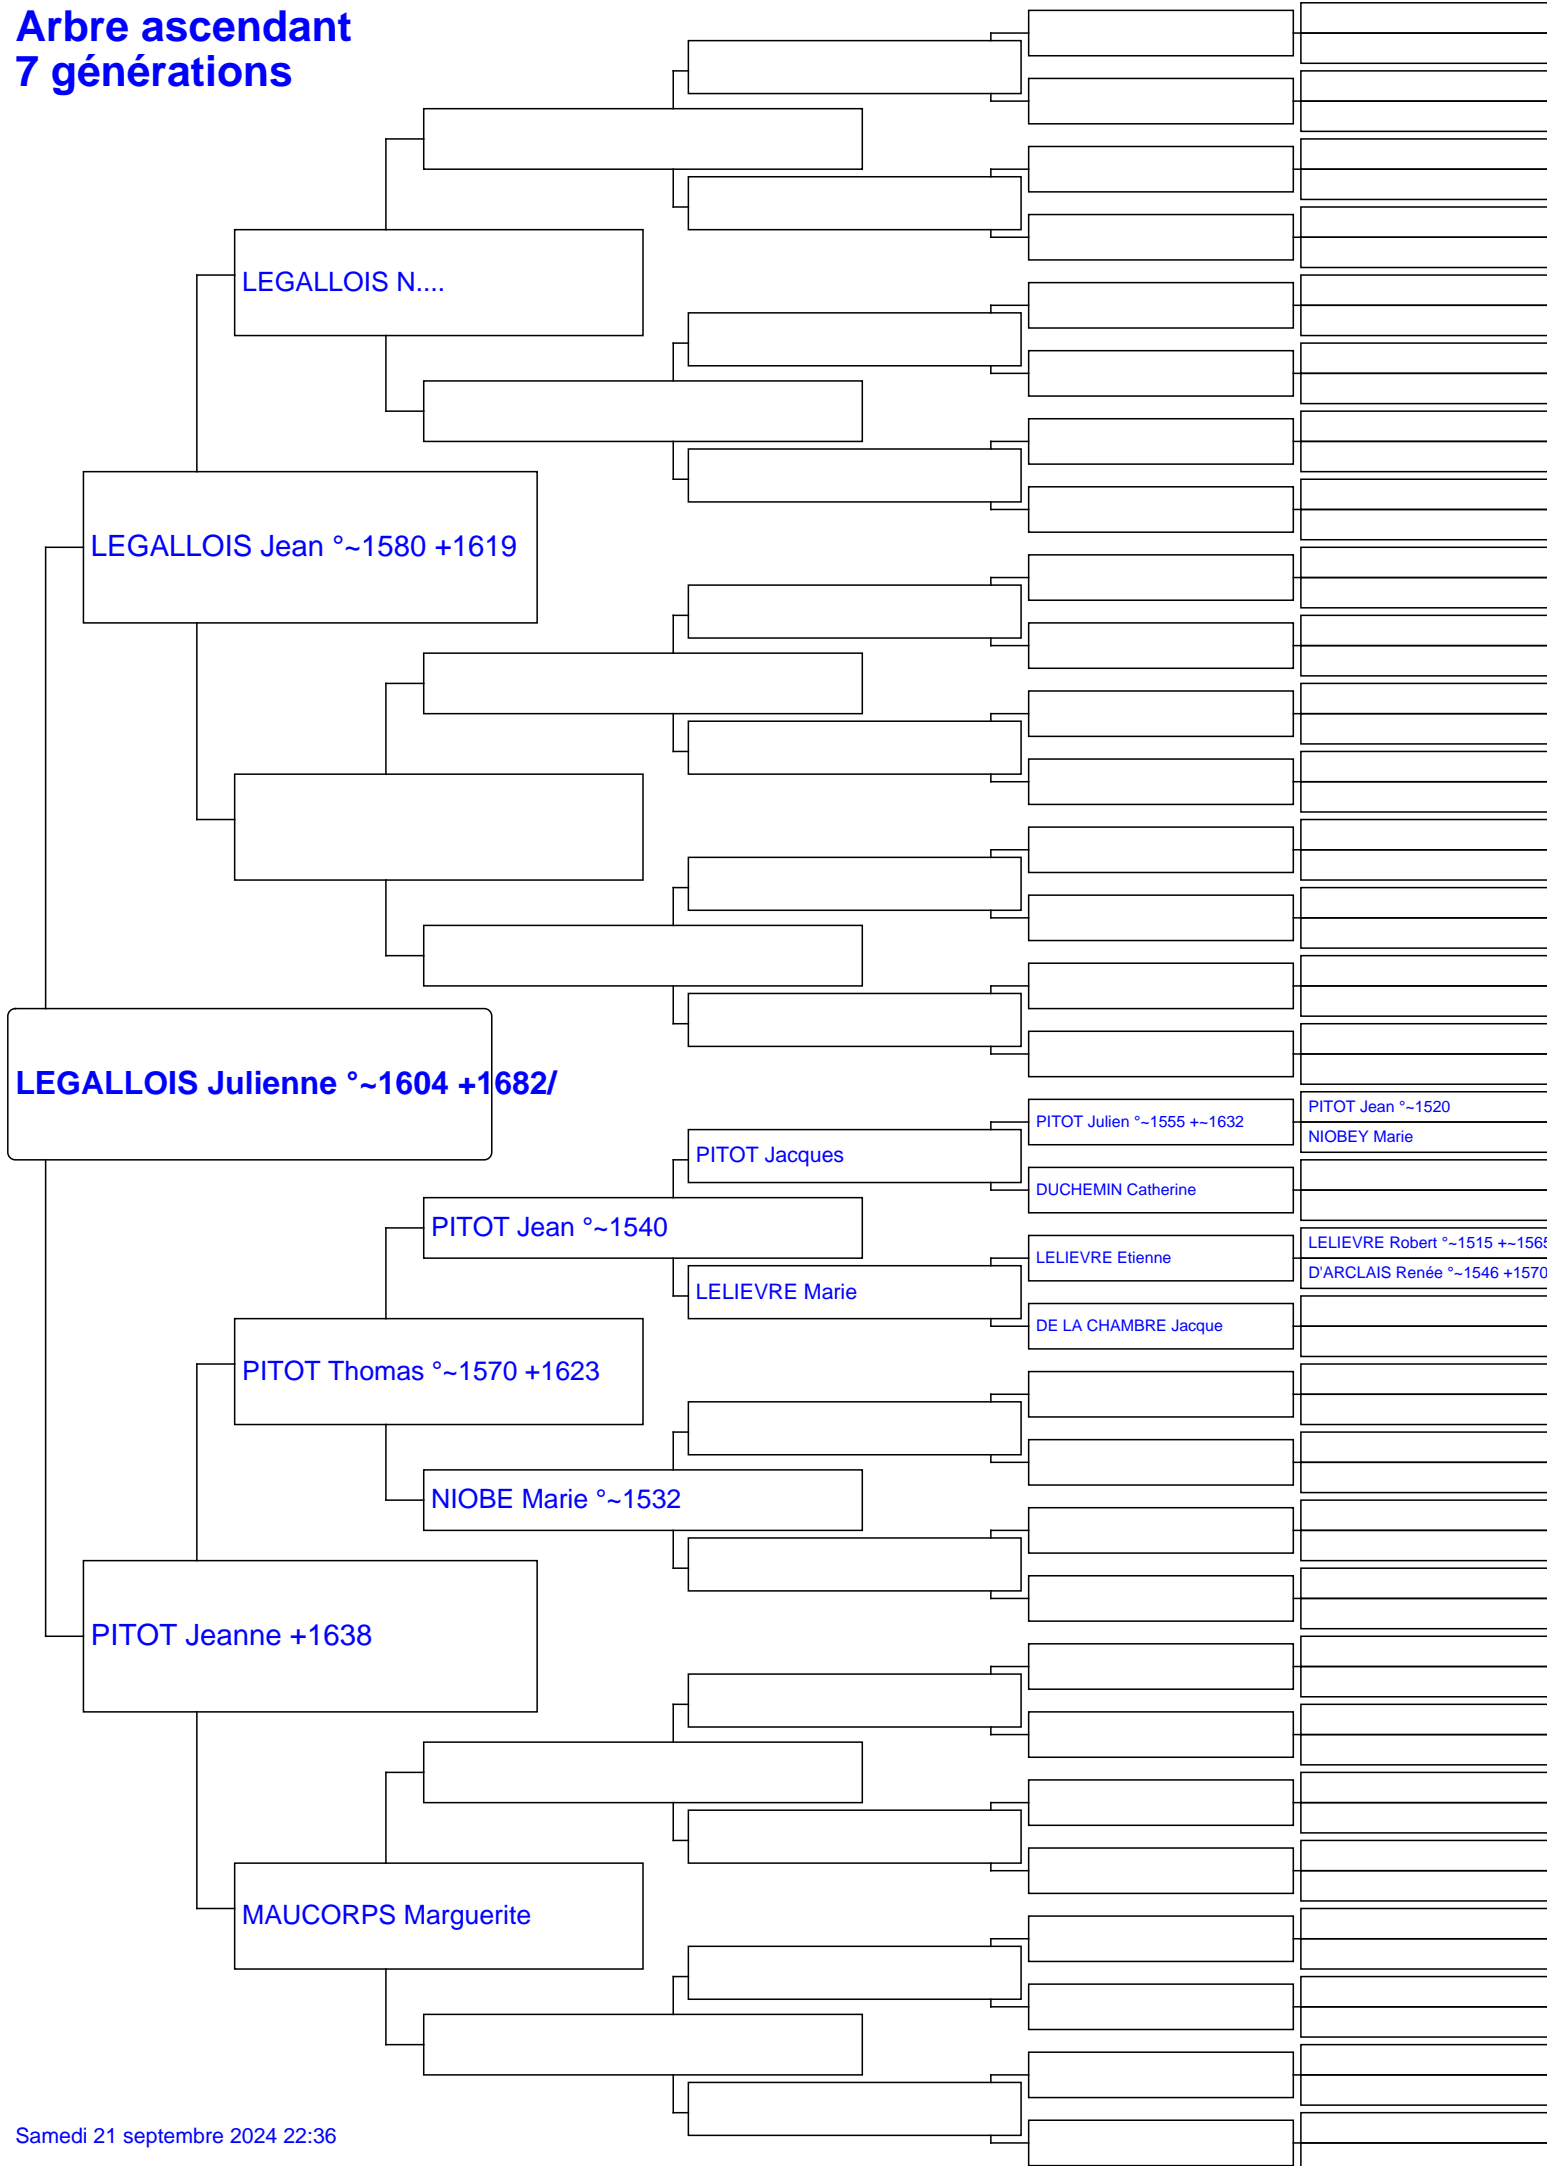 Arbre ascendant
7 générations
LEGALLOIS N....
LEGALLOIS Jean °~1580 +1619
LEGALLOIS Julienne °~1604 +1682/
PITOT Jean °~1520
PITOT Julien °~1555 +~1632
NIOBEY Marie
PITOT Jacques
DUCHEMIN Catherine
PITOT Jean °~1540
LELIEVRE Robert °~1515 +~1565
LELIEVRE Etienne
D'ARCLAIS Renée °~1546 +1570
LELIEVRE Marie
DE LA CHAMBRE Jacque
PITOT Thomas °~1570 +1623
NIOBE Marie °~1532
PITOT Jeanne +1638
MAUCORPS Marguerite
Samedi 21 septembre 2024 22:36